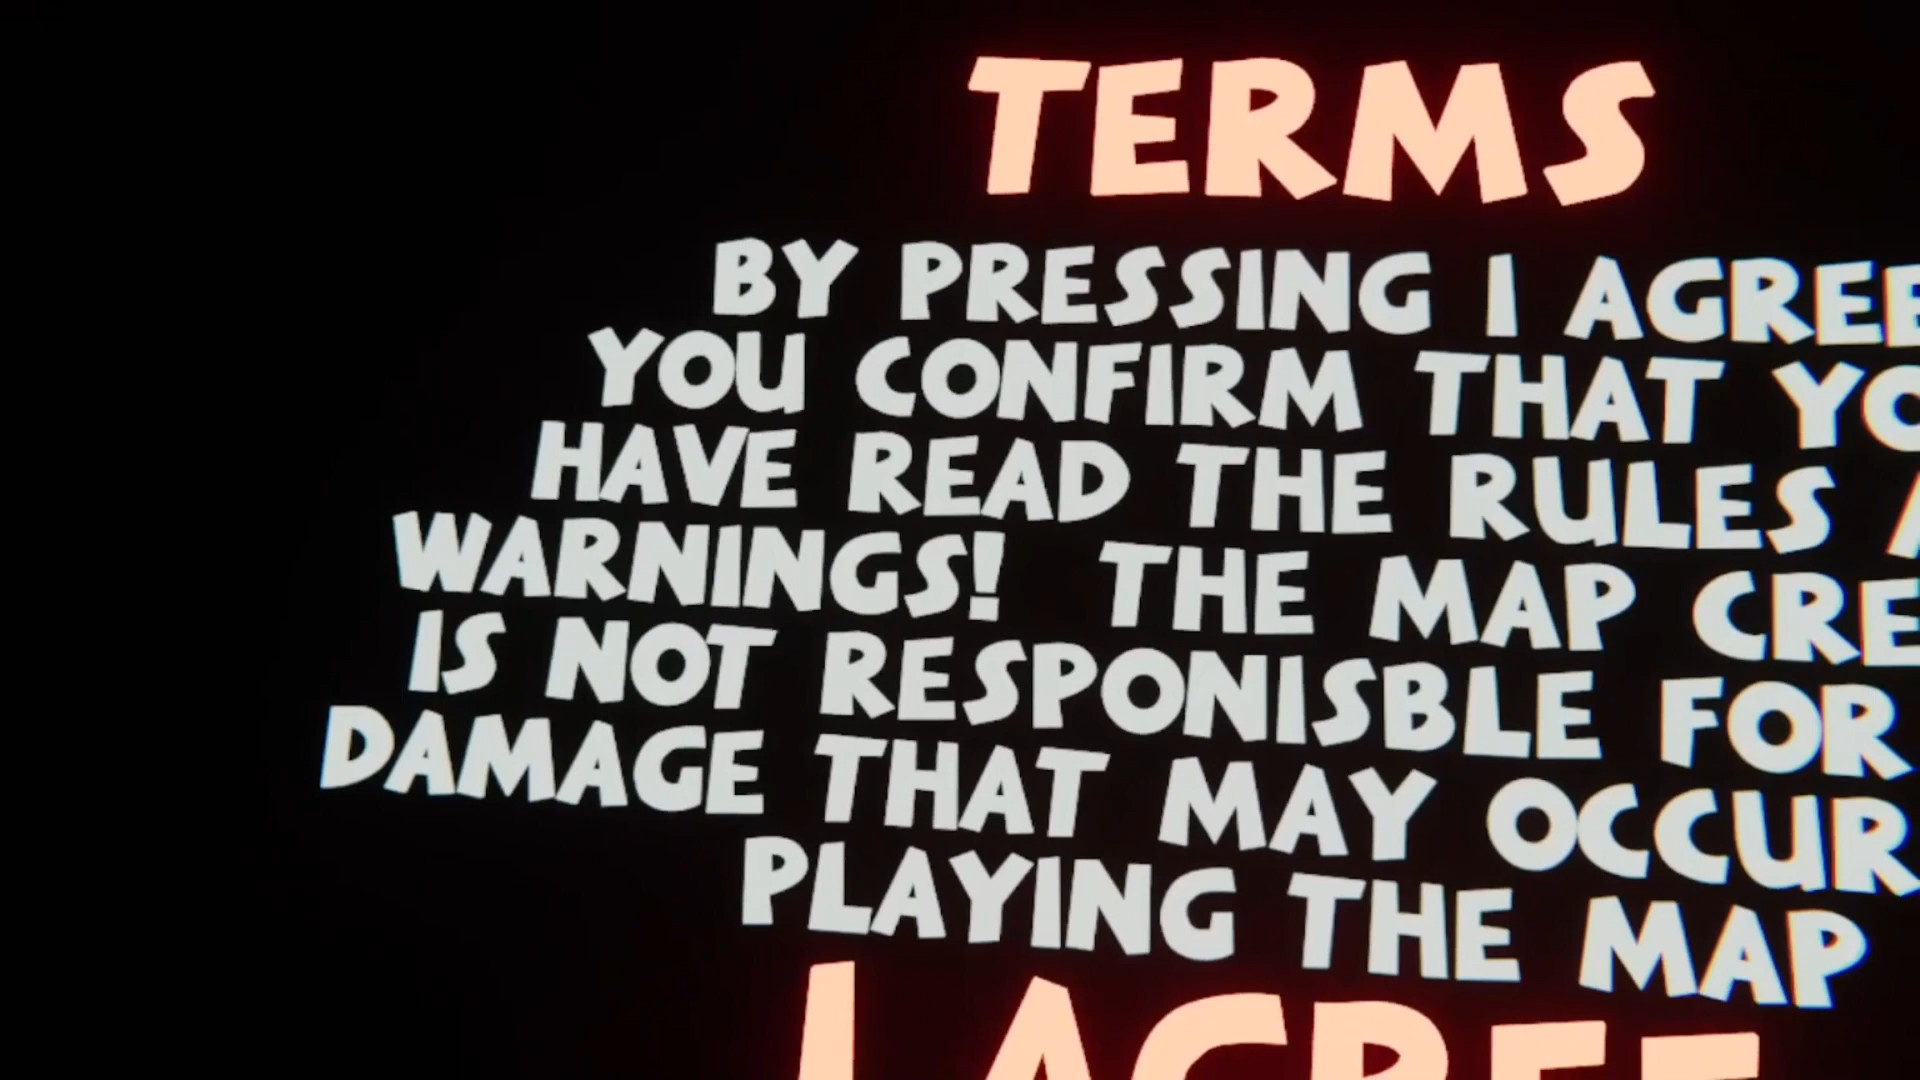 TERMS
BY PRESSING I AGREE
YOU CONFIRM THAT YO
HAVE READ THE RULES A
WARNINGS!  THE MAP CRE
IS NOT RESPONISBLE FOR
DAMAGE THAT MAY OCCUR
PLAYING THE MAP
I AGREE